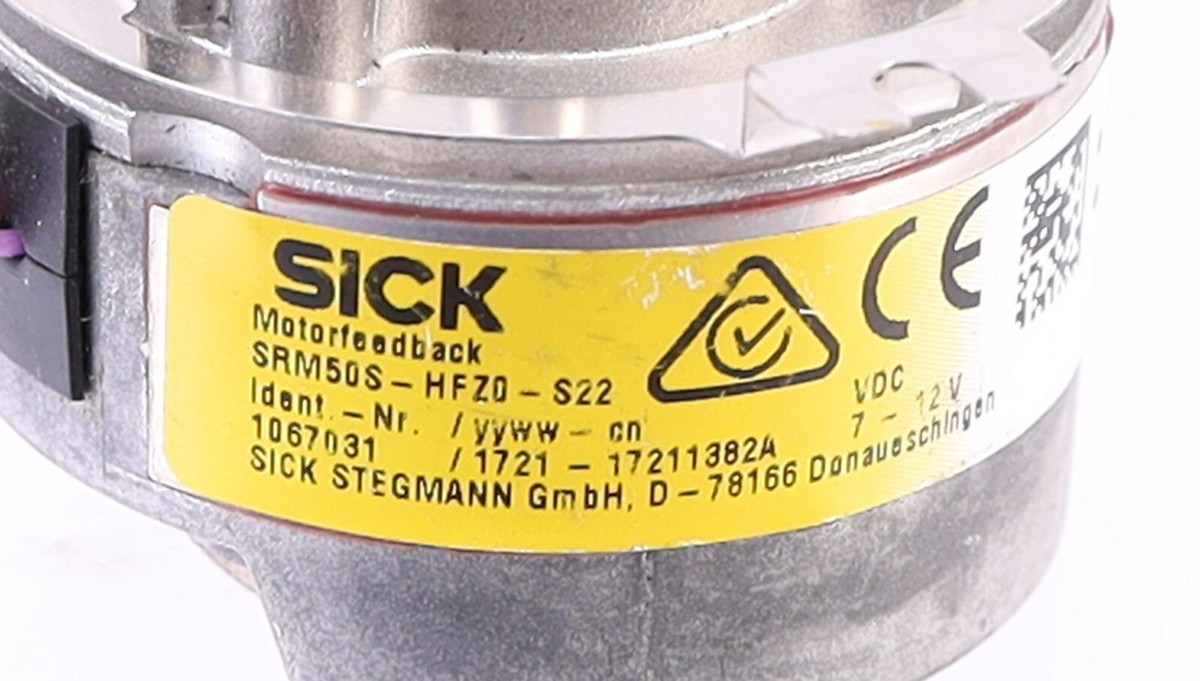 SICK
Motorfeedback
SRM50S-HFZ0-S22
Ident.-Nr. / yyww - cn
1067031 / 1721 - 17211382A
SICK STEGMANN GmbH, D-78166 Donaueschingen
CE
VDC
7 - 12 V